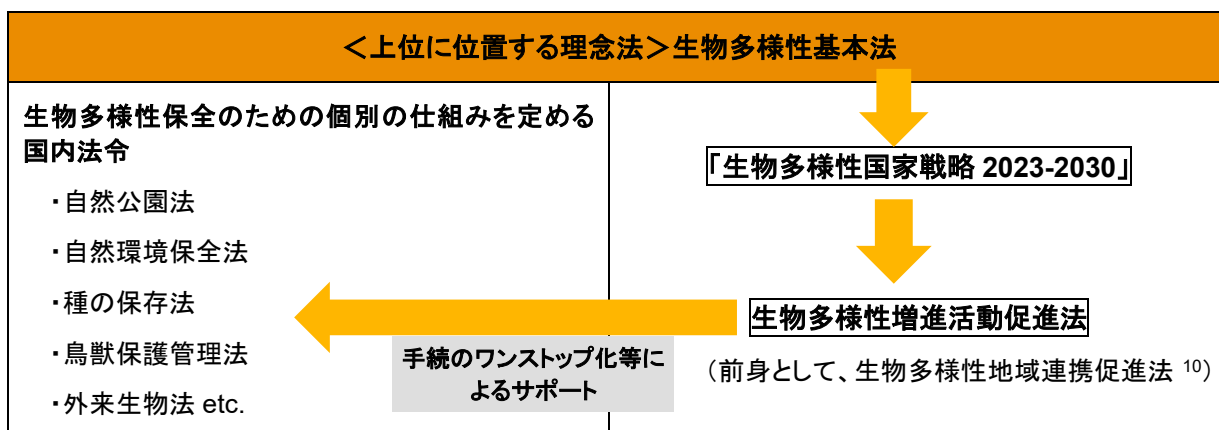 ＜上位に位置する理念法＞生物多様性基本法
生物多様性保全のための個別の仕組みを定める
国内法令
・自然公園法
・自然環境保全法
・種の保存法
・鳥獣保護管理法
・外来生物法 etc.
「生物多様性国家戦略 2023-2030」
生物多様性増進活動促進法
（前身として、生物多様性地域連携促進法 10）
手続のワンストップ化等に
よるサポート